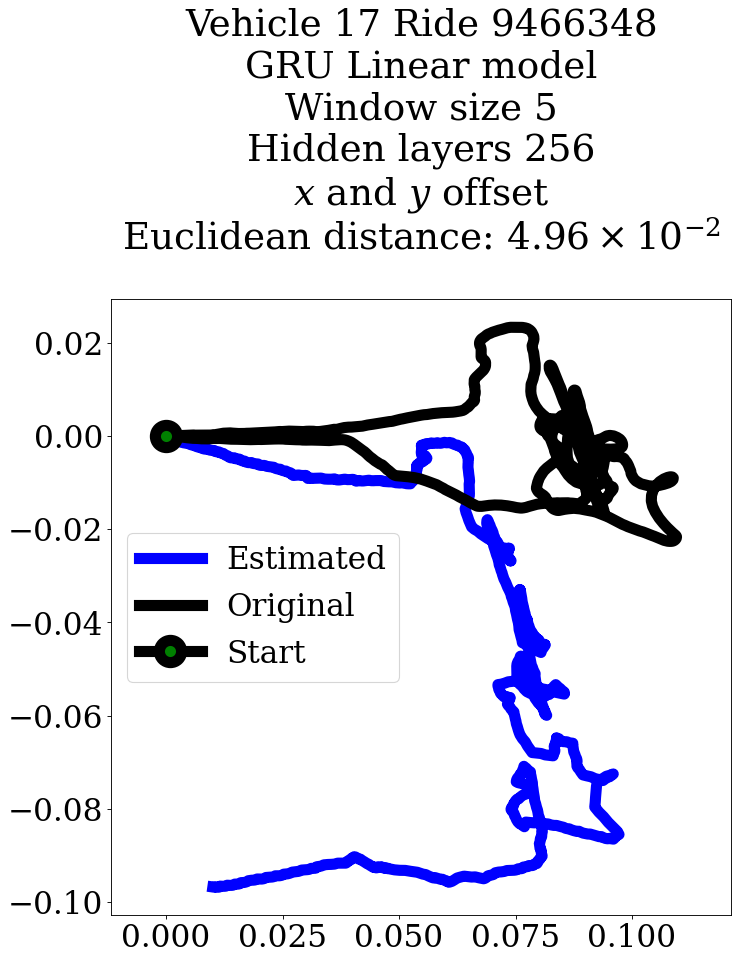 Vehicle 17 Ride 9466348
GRU Linear model
Window size 5
Hidden layers 256
x and y offset
Euclidean distance: 4.96 × 10⁻²
0.02
0.00
−0.02
−0.04
−0.06
−0.08
−0.10
Estimated
Original
Start
0.000 0.025 0.050 0.075 0.100